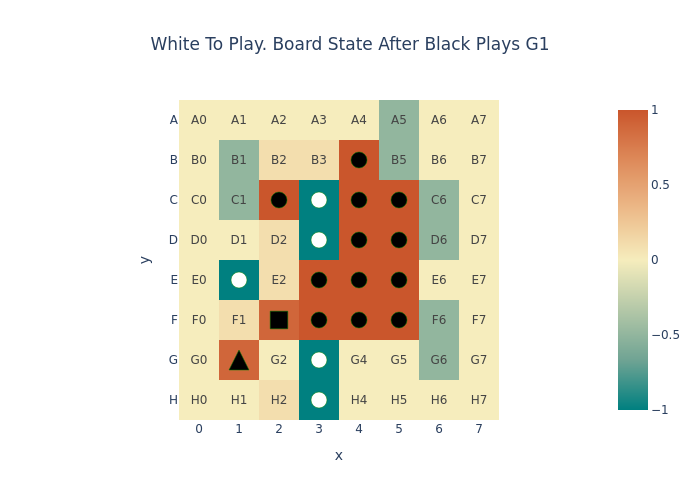 White To Play. Board State After Black Plays G1
A A0 A1 A2 A3 A4 A5 A6 A7
B B0 B1 B2 B3 B5 B6 B7
C C0 C1 C6 C7
D D0 D1 D2 D6 D7
E E0 E2 E6 E7
F F0 F1 F6 F7
G G0 G2 G4 G5 G6 G7
H H0 H1 H2 H4 H5 H6 H7
0 1 2 3 4 5 6 7
x
y
1
0.5
0
−0.5
−1